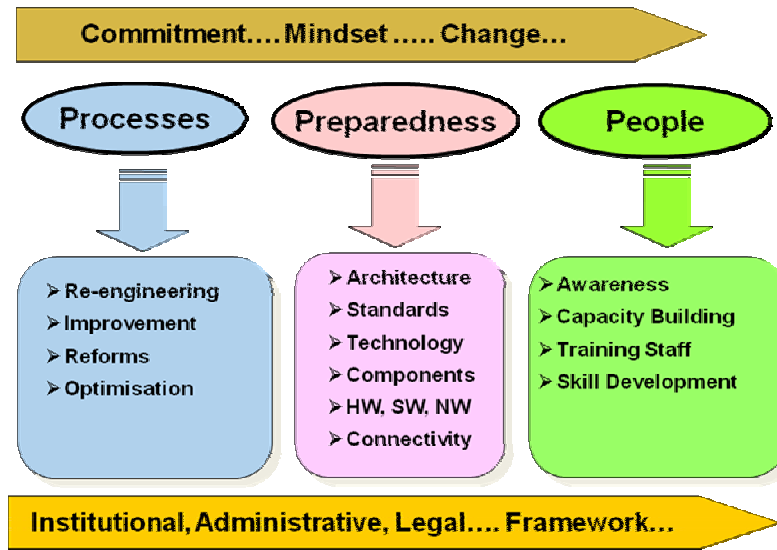 Commitment…. Mindset ….. Change…
Processes
Preparedness
People
Re-engineering
Improvement
Reforms
Optimisation
Architecture
Standards
Technology
Components
HW, SW, NW
Connectivity
Awareness
Capacity Building
Training Staff
Skill Development
Institutional, Administrative, Legal…. Framework…